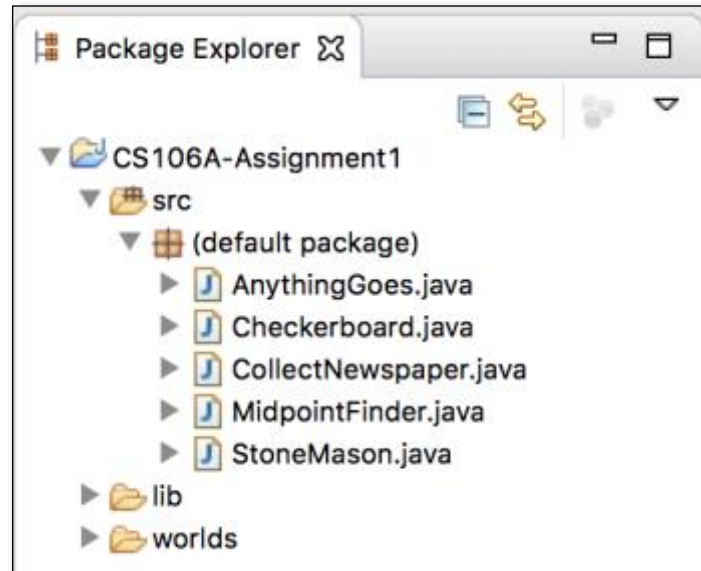 Package Explorer
CS106A-Assignment1
src
(default package)
AnythingGoes.java
Checkerboard.java
CollectNewspaper.java
MidpointFinder.java
StoneMason.java
lib
worlds